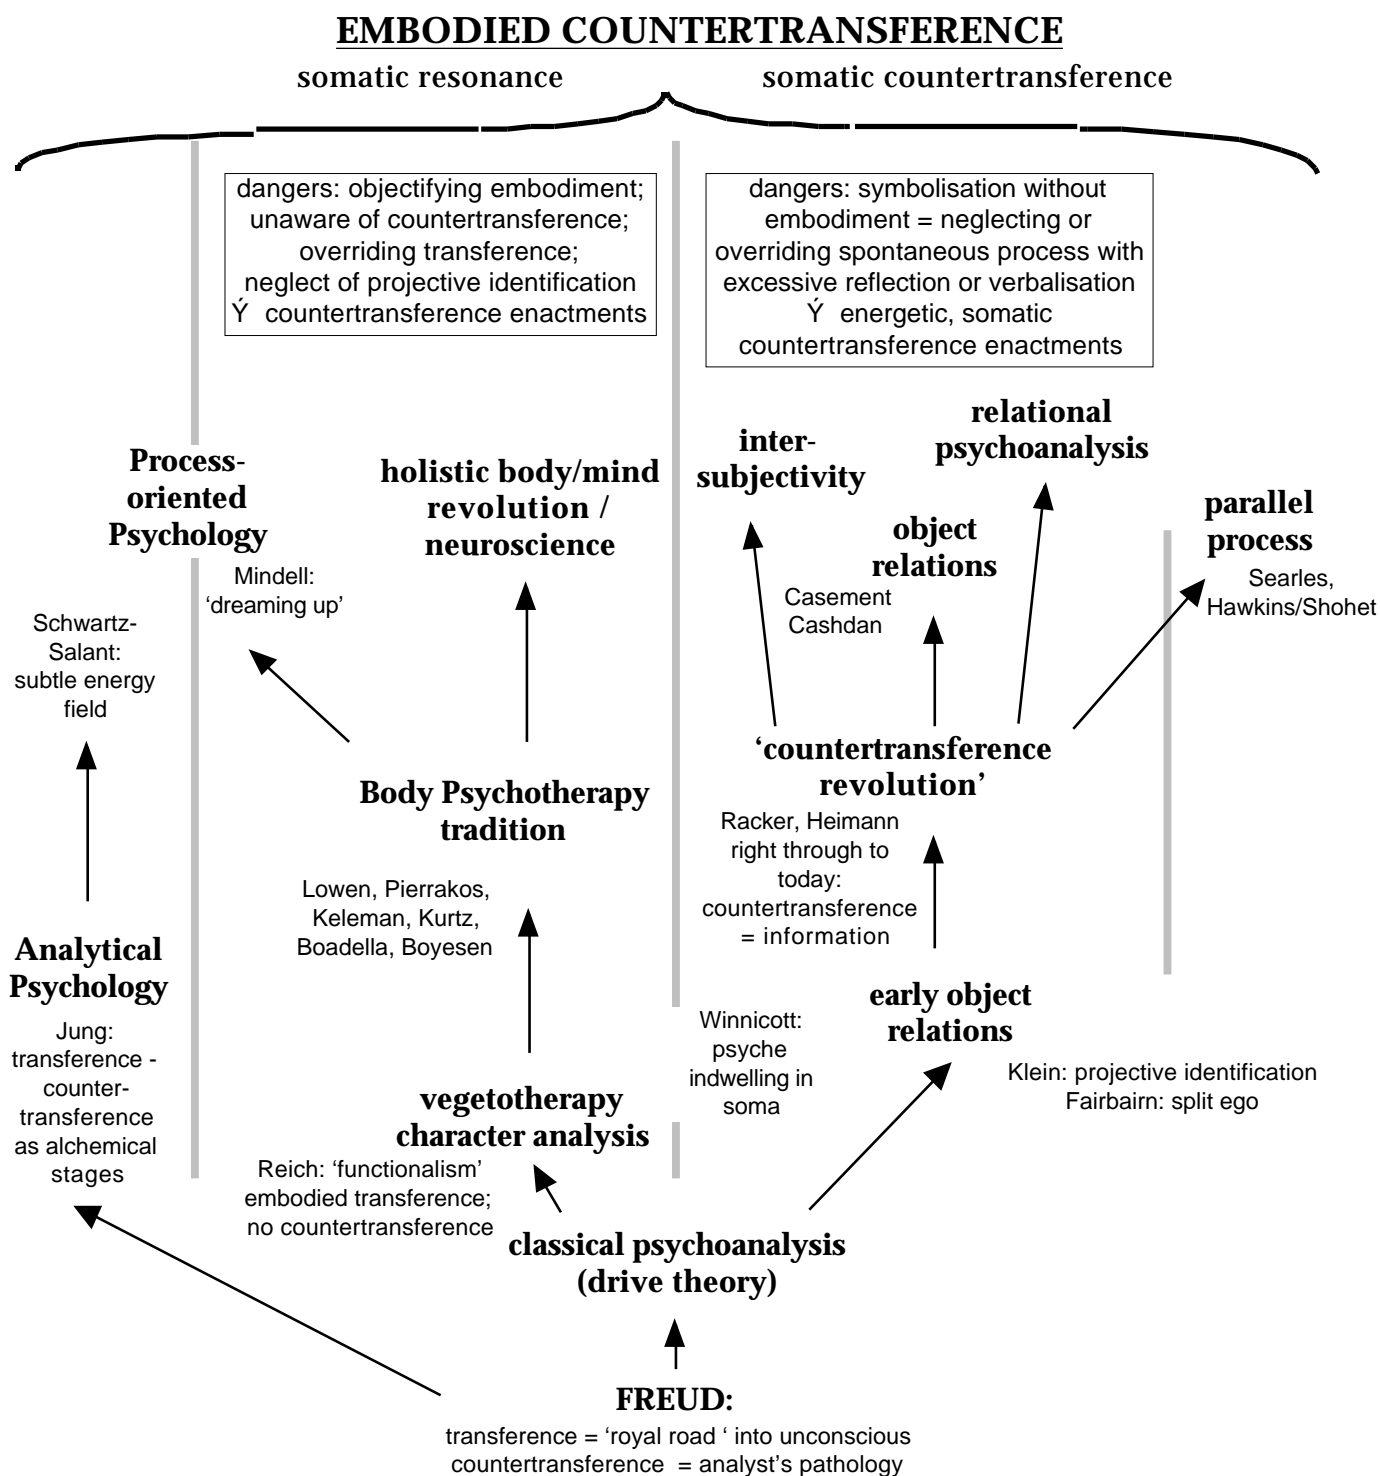 EMBODIED COUNTERTRANSFERENCE
somatic resonance
somatic countertransference
dangers: objectifying embodiment;
unaware of countertransference;
overriding transference;
neglect of projective identification
Ý countertransference enactments
dangers: symbolisation without
embodiment = neglecting or
overriding spontaneous process with
excessive reflection or verbalisation
Ý energetic, somatic
countertransference enactments
relational
psychoanalysis
inter-
subjectivity
Process-
oriented
Psychology
holistic body/mind
revolution /
neuroscience
object
relations
parallel
process
Mindell:
‘dreaming up’
Casement
Cashdan
Searles,
Hawkins/Shohet
Schwartz-
Salant:
subtle energy
field
‘countertransference
revolution’
Body Psychotherapy
tradition
Racker, Heimann
right through to
today:
countertransference
= information
Lowen, Pierrakos,
Keleman, Kurtz,
Boadella, Boyesen
Analytical
Psychology
early object
relations
Jung:
transference -
counter-
transference
as alchemical
stages
Winnicott:
psyche
indwelling in
soma
Klein: projective identification
Fairbairn: split ego
vegetotherapy
character analysis
Reich: ‘functionalism’
embodied transference;
no countertransference
classical psychoanalysis
(drive theory)
FREUD:
transference = ‘royal road ‘ into unconscious
countertransference = analyst’s pathology